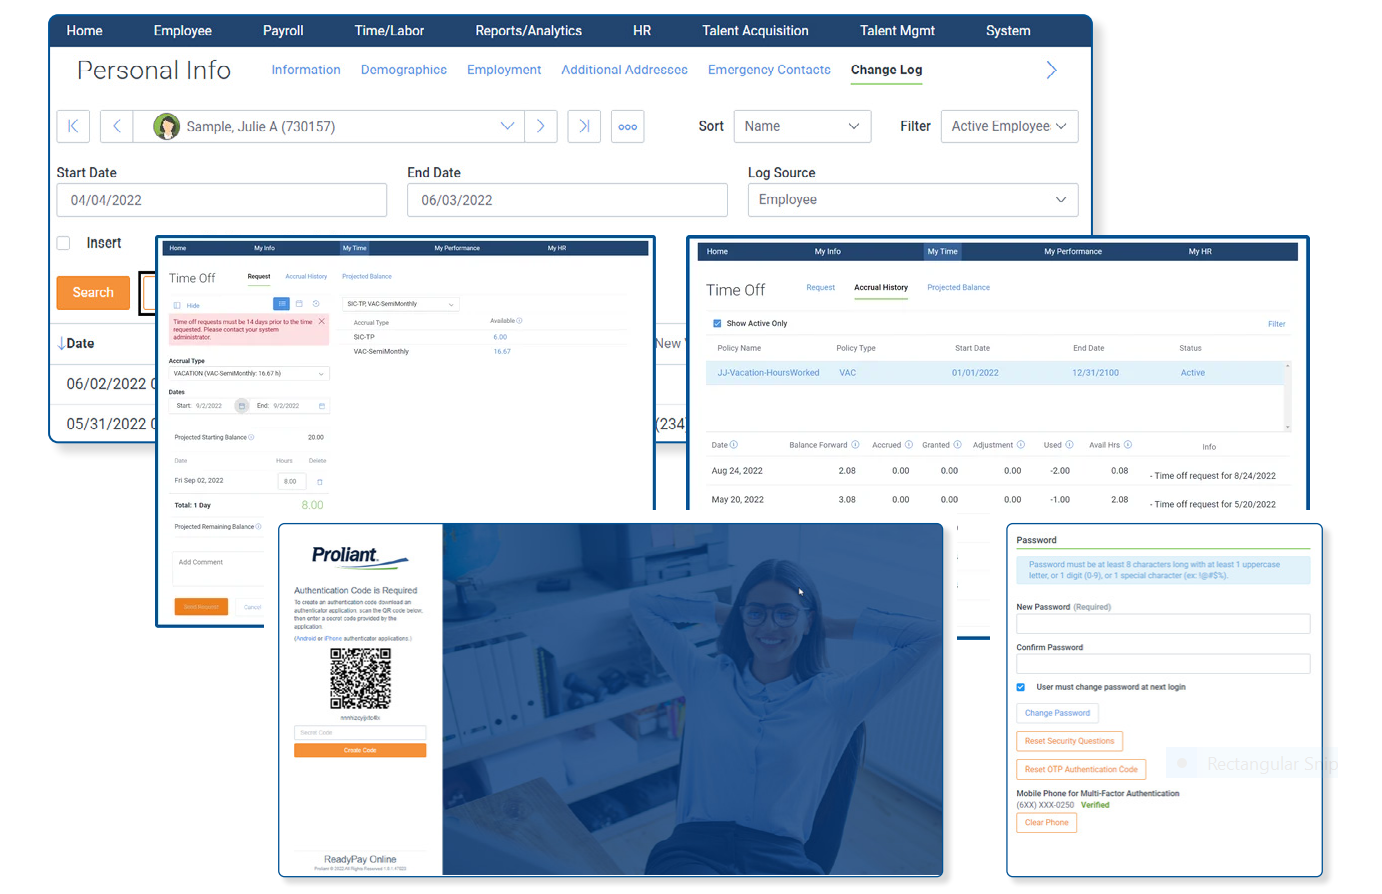 Home Employee Payroll Time/Labor Reports/Analytics HR Talent Acquisition Talent Mgmt System
Personal Info Information Demographics Employment Additional Addresses Emergency Contacts Change Log
Sample, Julie A (730157) Sort Name Filter Active Employee
Start Date End Date Log Source
04/04/2022 06/03/2022 Employee
Insert
Search
Date New
06/02/2022
05/31/2022 (234
Home My Info My Time My Performance My HR
Time Off Request Accrual History Projected Balance
Hide
Time off requests must be 14 days prior to the time
requested. Please contact your system
administrator.
Accrual Type
VACATION (VAC-SemiMonthly: 16.67 h)
Dates
Start: 9/2/2022 End: 9/2/2022
Projected Starting Balance 20.00
Date Hours Delete
Fri Sep 02, 2022 8.00
Total: 1 Day 8.00
Projected Remaining Balance
Add Comment
Send Request Cancel
SIC-TP, VAC-SemiMonthly
Accrual Type Available
SIC-TP 6.00
VAC-SemiMonthly 16.67
Home My Info My Time My Performance My HR
Time Off Request Accrual History Projected Balance
Show Active Only Filter
Policy Name Policy Type Start Date End Date Status
JJ-Vacation-HoursWorked VAC 01/01/2022 12/31/2100 Active
Date Balance Forward Accrued Granted Adjustment Used Avail Hrs Info
Aug 24, 2022 2.08 0.00 0.00 0.00 -2.00 0.08 - Time off request for 8/24/2022
May 20, 2022 3.08 0.00 0.00 0.00 -1.00 2.08 - Time off request for 5/20/2022
Proliant
Authentication Code is Required
To create an authentication code download an
authenticator application, scan the QR code below,
then enter a secret code provided by the
application.
(Android or iPhone authenticator applications.)
Secret Code
Create Code
ReadyPay Online
Password
Password must be at least 8 characters long with at least 1 uppercase
letter, or 1 digit (0-9), or 1 special character (ex: !@#$%).
New Password (Required)
Confirm Password
User must change password at next login
Change Password
Reset Security Questions
Reset OTP Authentication Code
Rectangular Snip
Mobile Phone for Multi-Factor Authentication
(6XX) XXX-0250 Verified
Clear Phone